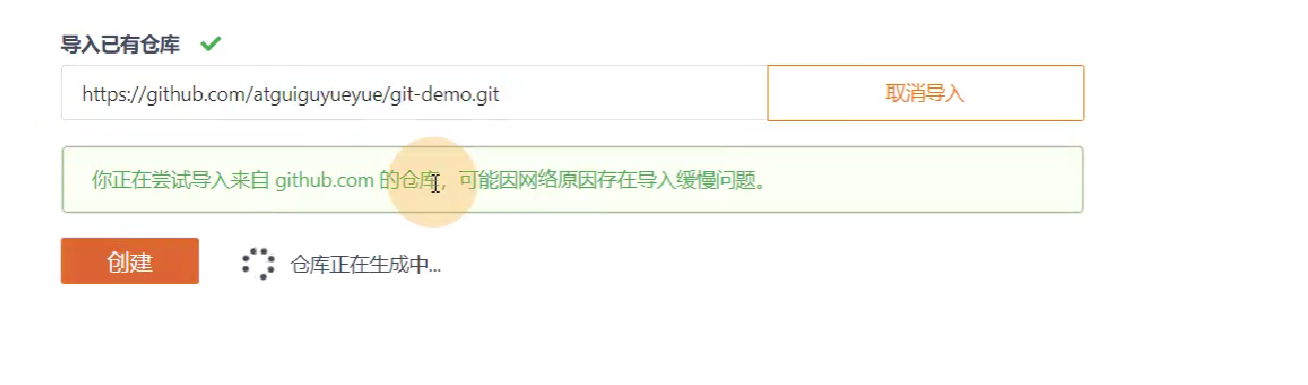 导入已有仓库
https://github.com/atguiguyueyue/git-demo.git
取消导入
你正在尝试导入来自 github.com 的仓库，可能因网络原因存在导入缓慢问题。
创建
仓库正在生成中...